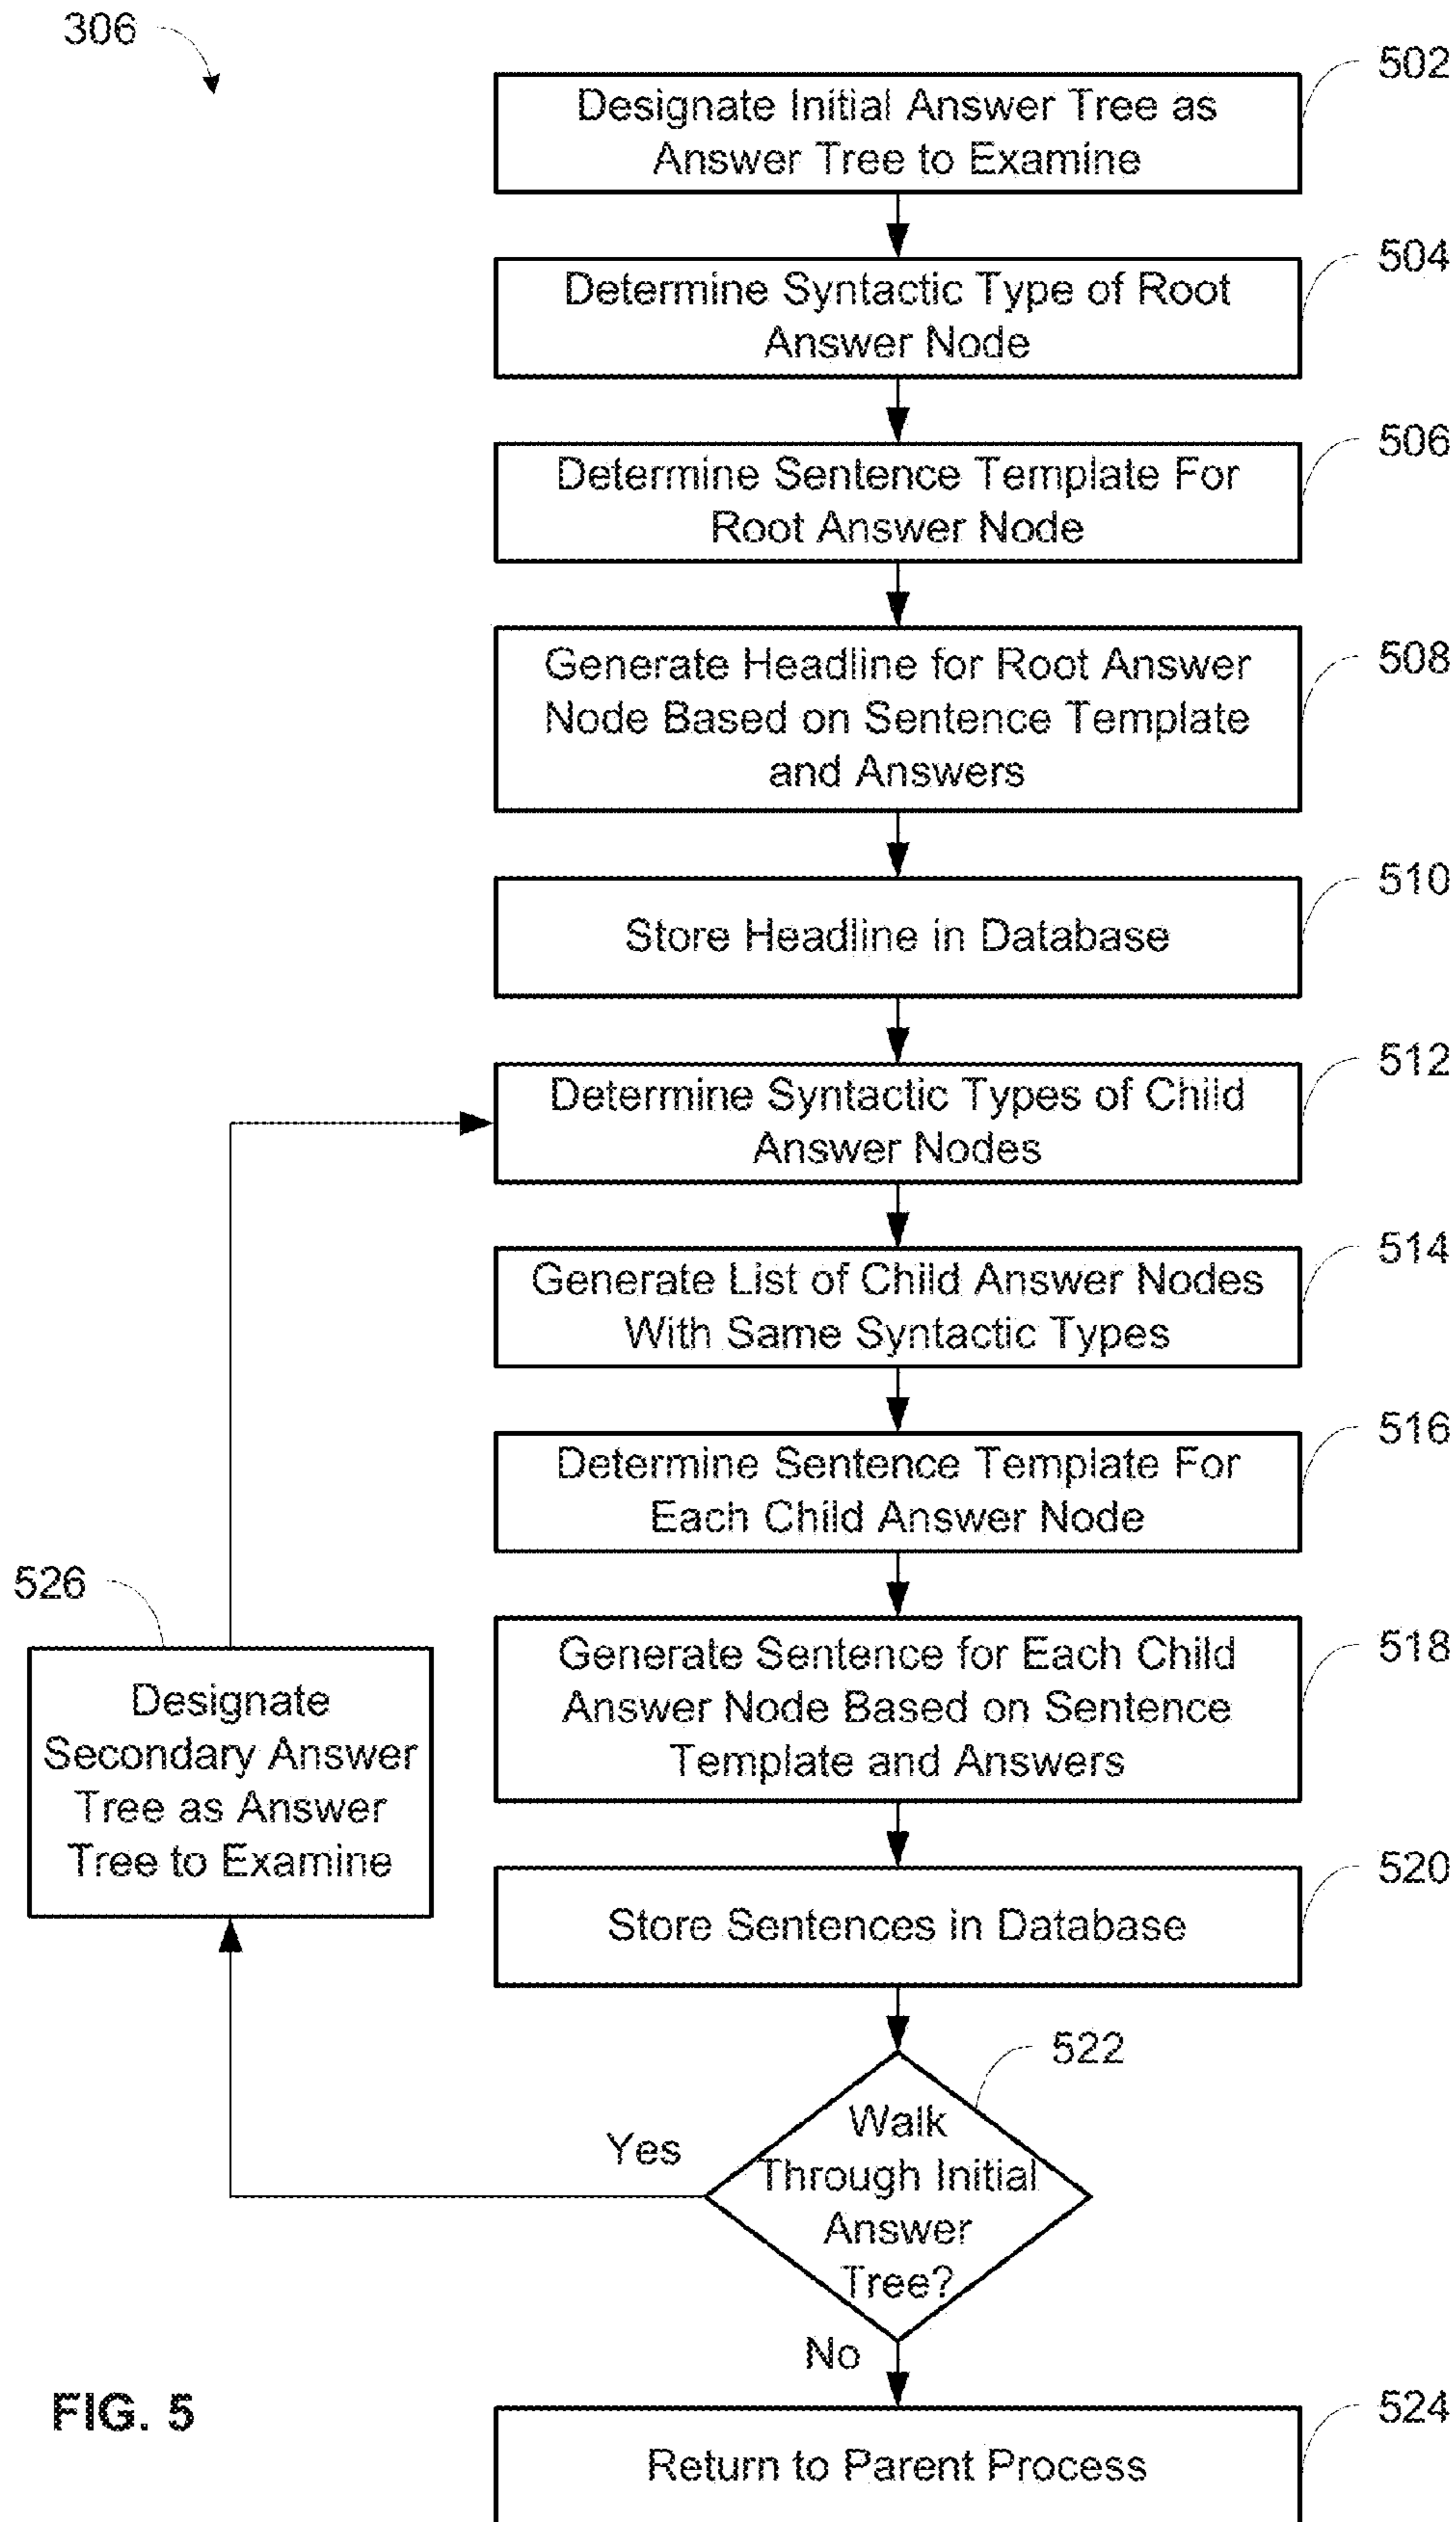 306
502
Designate Initial Answer Tree as
Answer Tree to Examine
504
Determine Syntactic Type of Root
Answer Node
506
Determine Sentence Template For
Root Answer Node
508
Generate Headline for Root Answer
Node Based on Sentence Template
and Answers
510
Store Headline in Database
512
Determine Syntactic Types of Child
Answer Nodes
514
Generate List of Child Answer Nodes
With Same Syntactic Types
516
Determine Sentence Template For
Each Child Answer Node
518
Generate Sentence for Each Child
Answer Node Based on Sentence
Template and Answers
526
Designate
Secondary Answer
Tree as Answer
Tree to Examine
520
Store Sentences in Database
522
Walk
Through Initial
Answer
Tree?
Yes
No
524
Return to Parent Process
FIG. 5